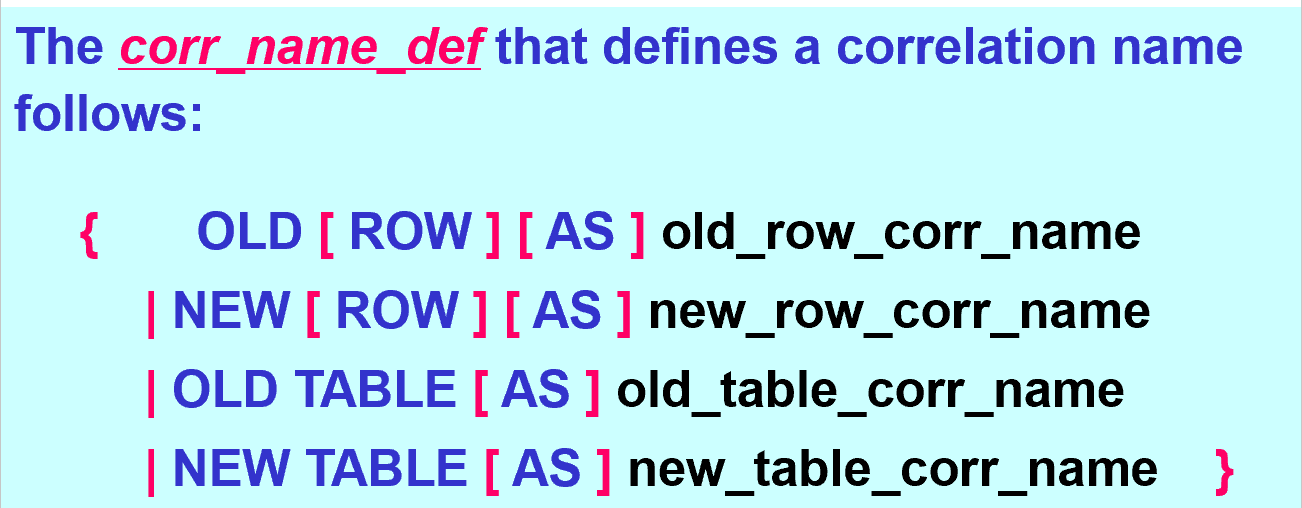 The corr_name_def that defines a correlation name
follows:
{ OLD [ ROW ] [ AS ] old_row_corr_name
| NEW [ ROW ] [ AS ] new_row_corr_name
| OLD TABLE [ AS ] old_table_corr_name
| NEW TABLE [ AS ] new_table_corr_name }